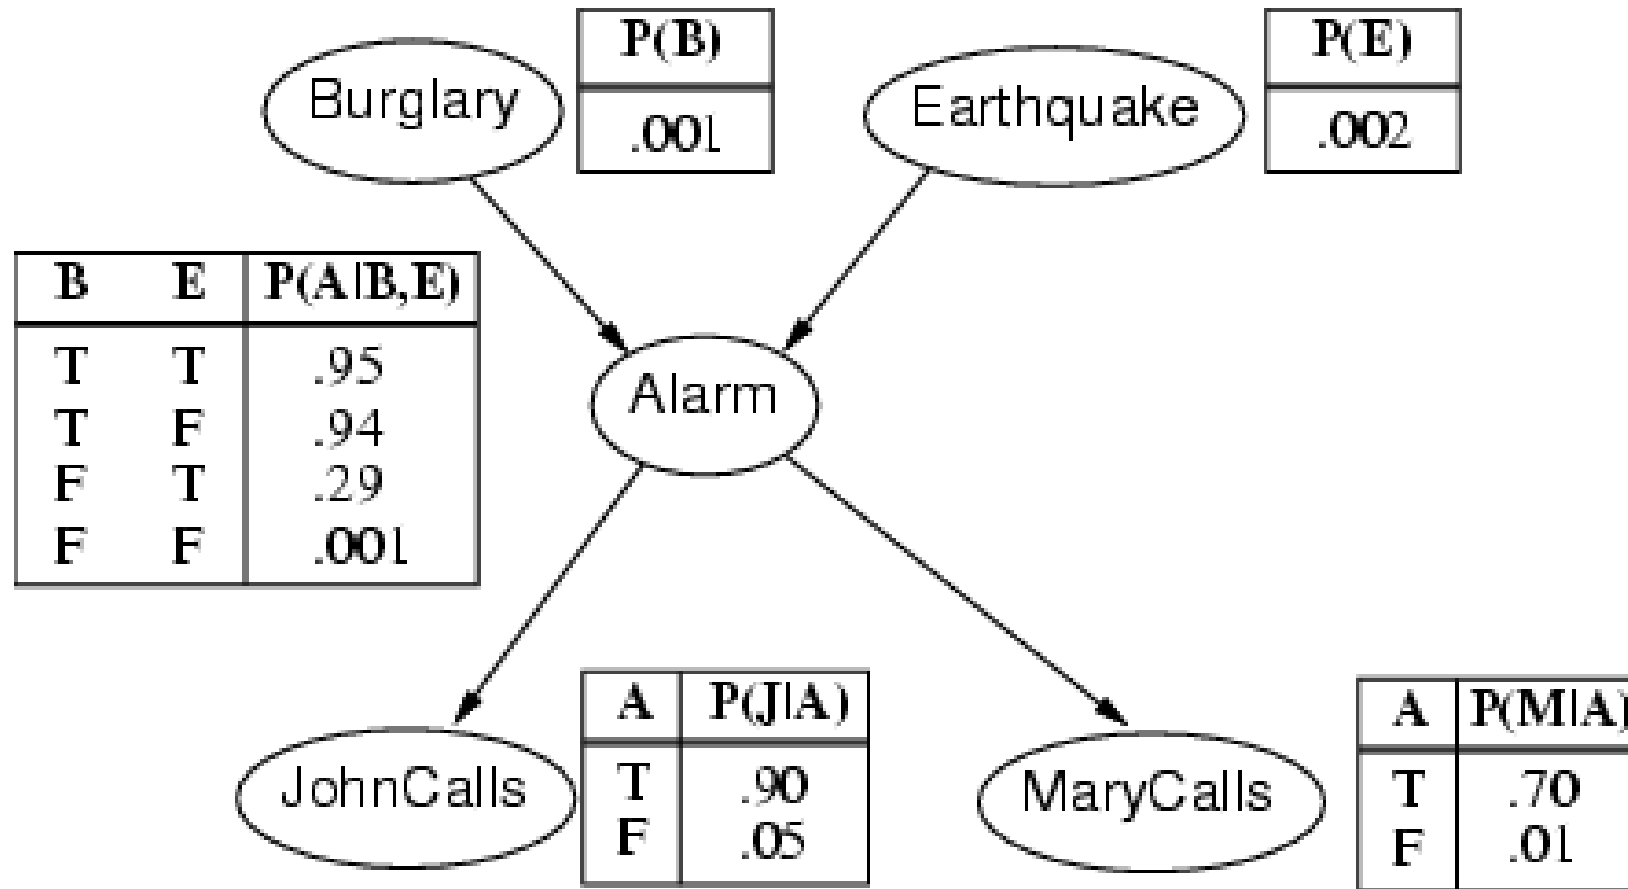 Burglary
P(B)
.001
Earthquake
P(E)
.002
B E P(A|B,E)
T T .95
T F .94
F T .29
F F .001
Alarm
JohnCalls
A P(J|A)
T .90
F .05
MaryCalls
A P(M|A)
T .70
F .01